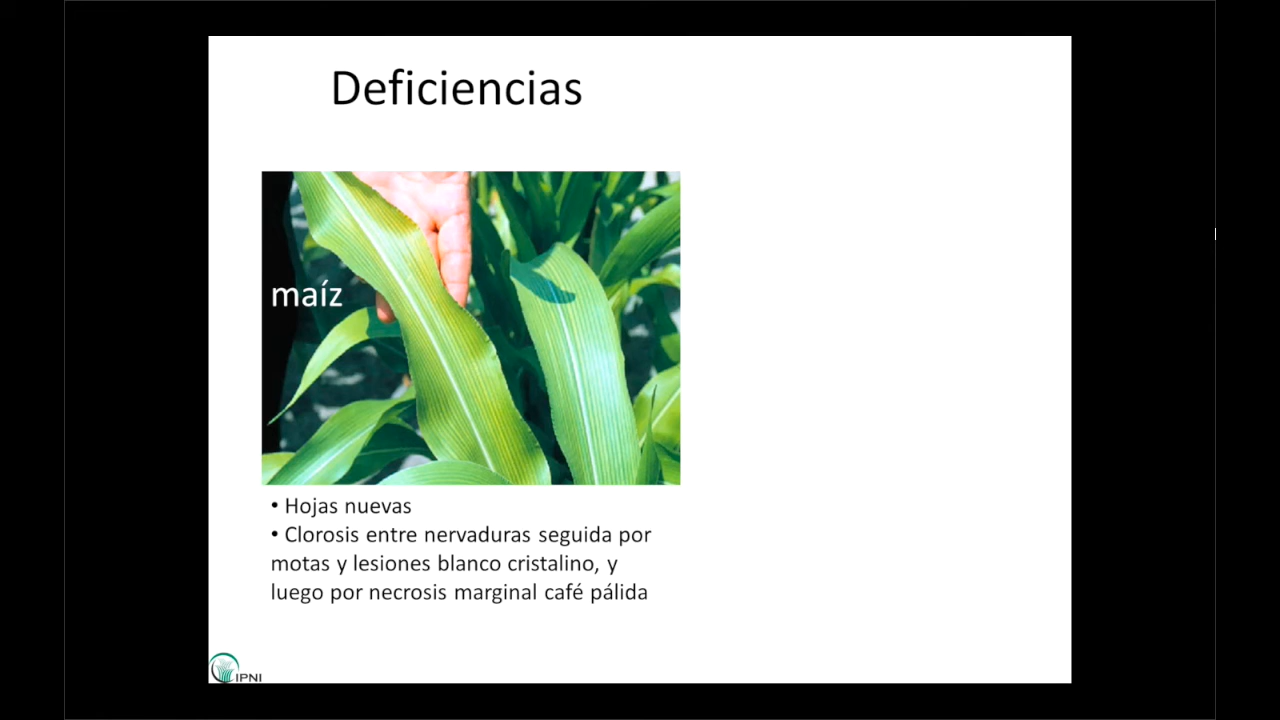 Deficiencias
maíz
• Hojas nuevas
• Clorosis entre nervaduras seguida por
motas y lesiones blanco cristalino, y
luego por necrosis marginal café pálida
IPNI